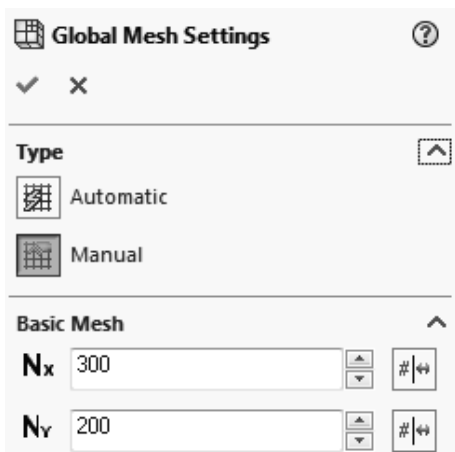 Global Mesh Settings ?
Type
Automatic
Manual
Basic Mesh
Nx 300 #
NY 200 #